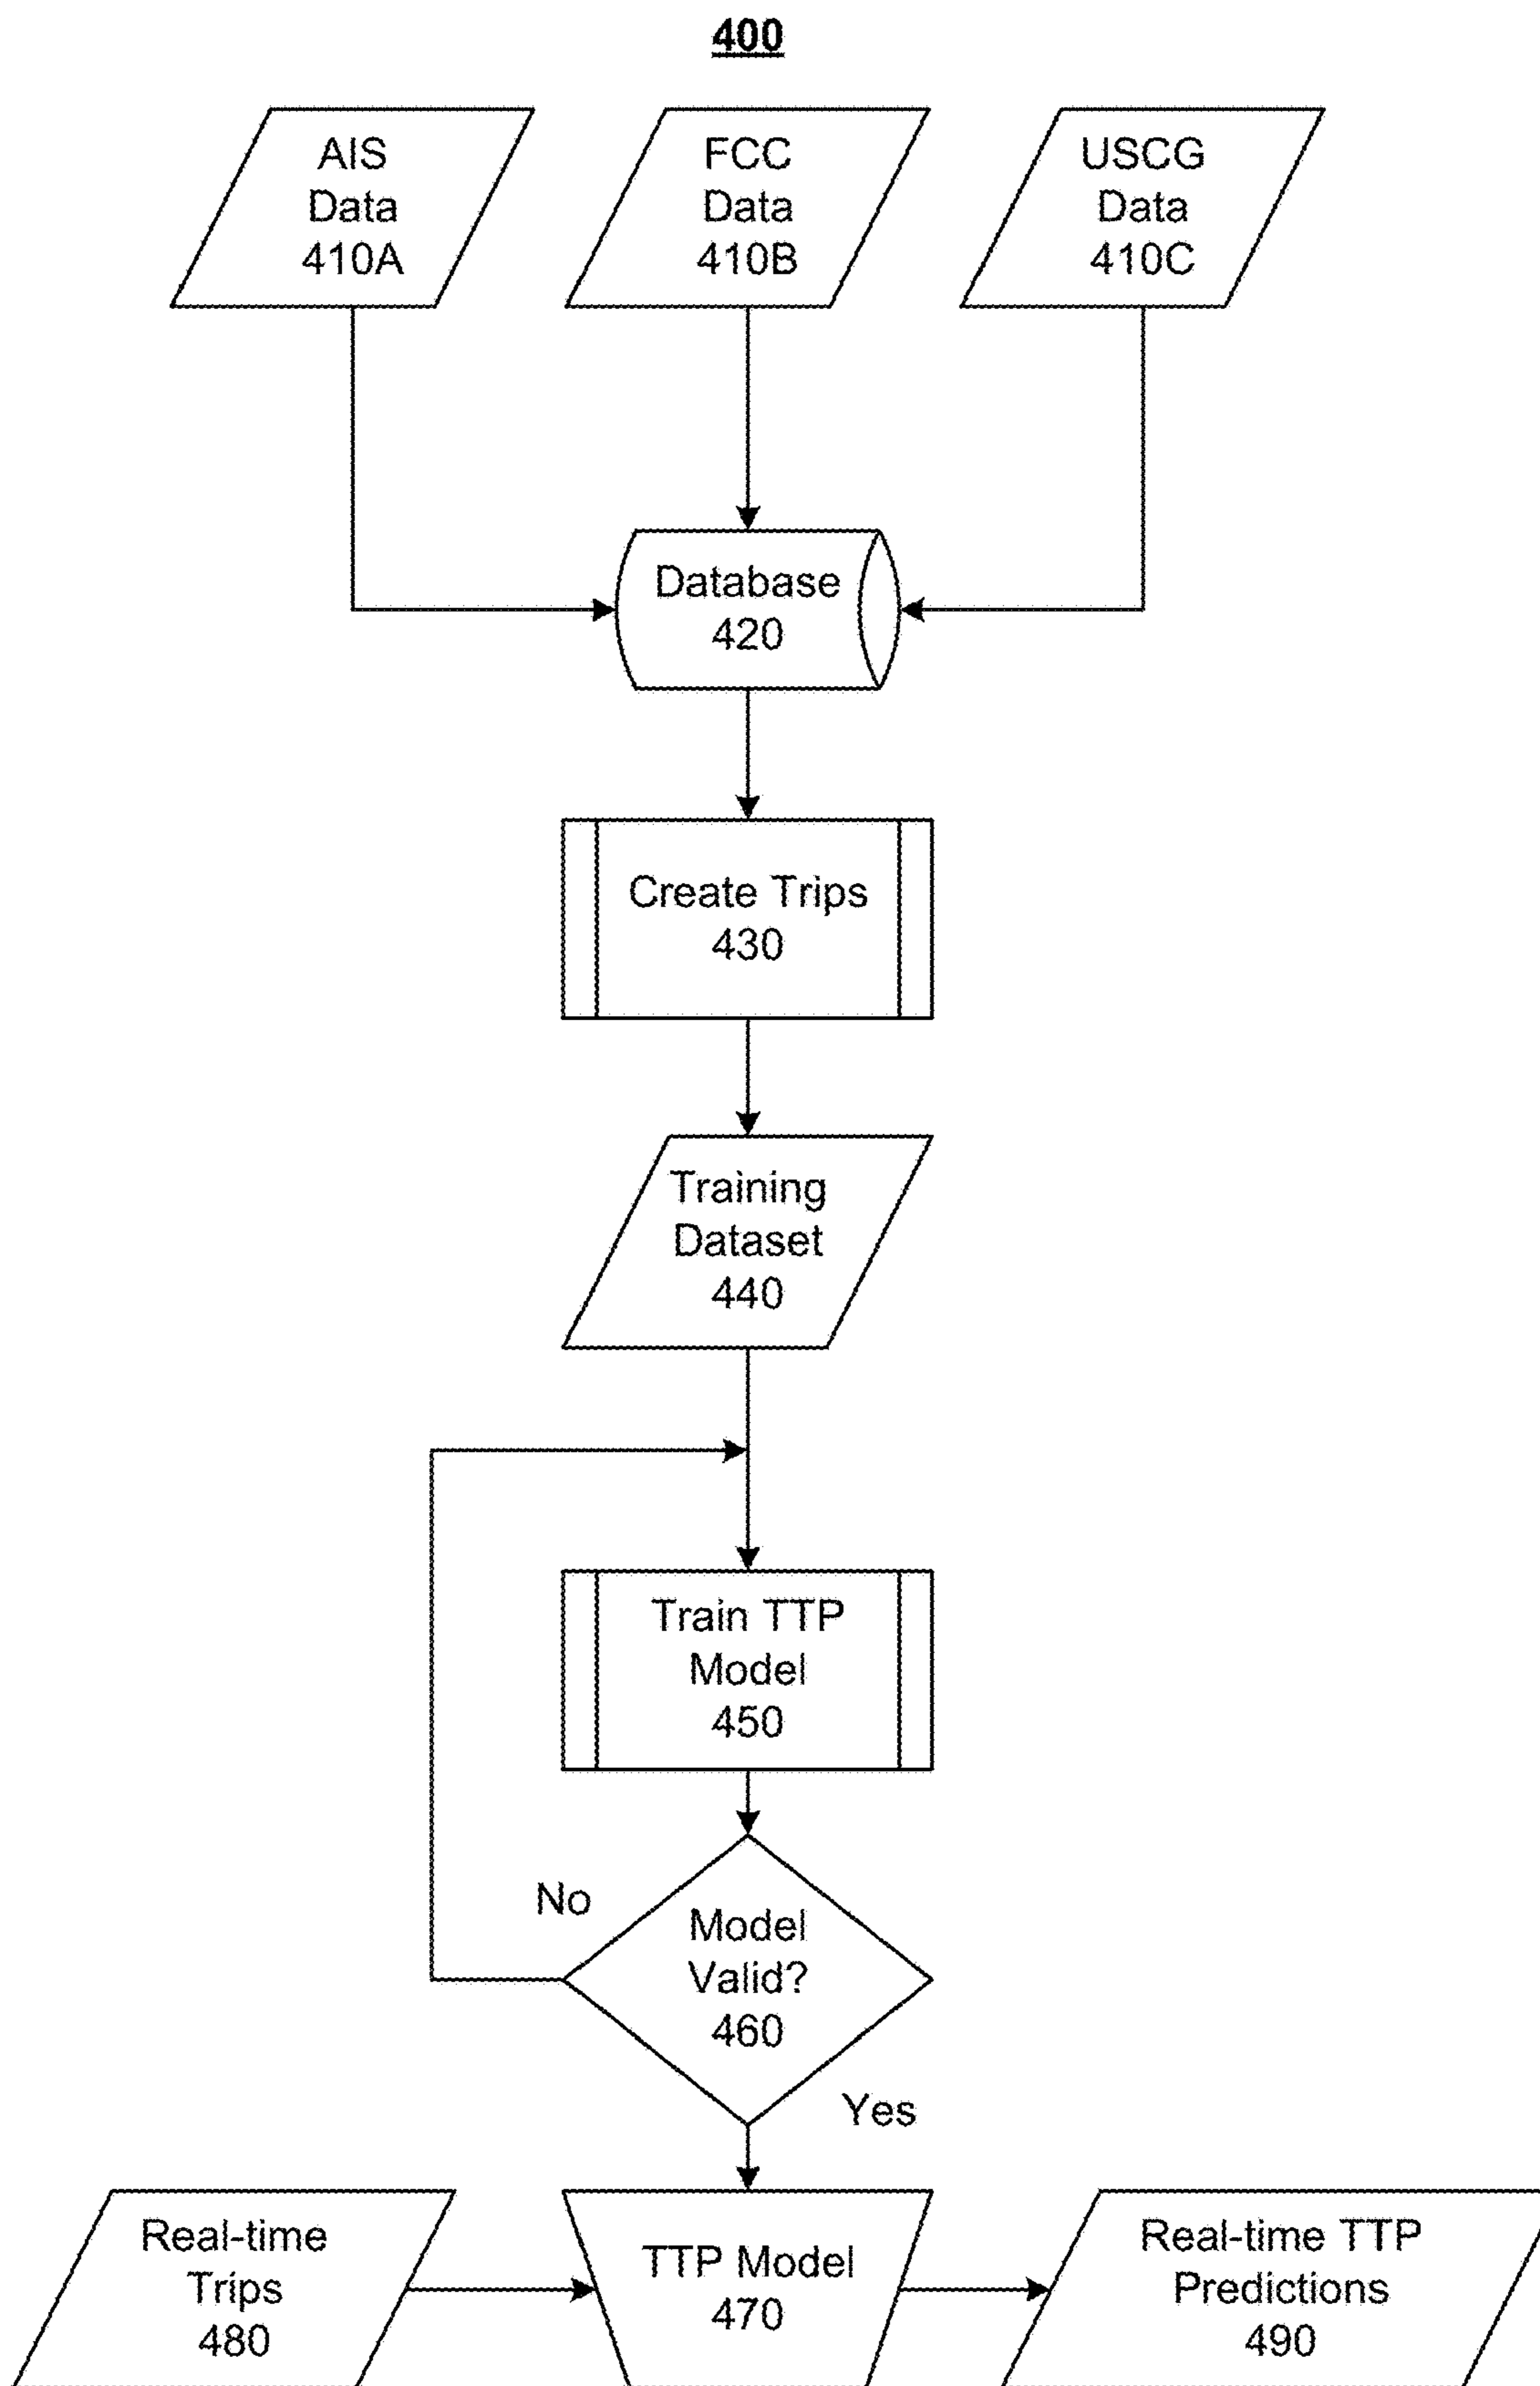 400
AIS
Data
410A
FCC
Data
410B
USCG
Data
410C
Database
420
Create Trips
430
Training
Dataset
440
Train TTP
Model
450
No
Model
Valid?
460
Yes
Real-time
Trips
480
TTP Model
470
Real-time TTP
Predictions
490